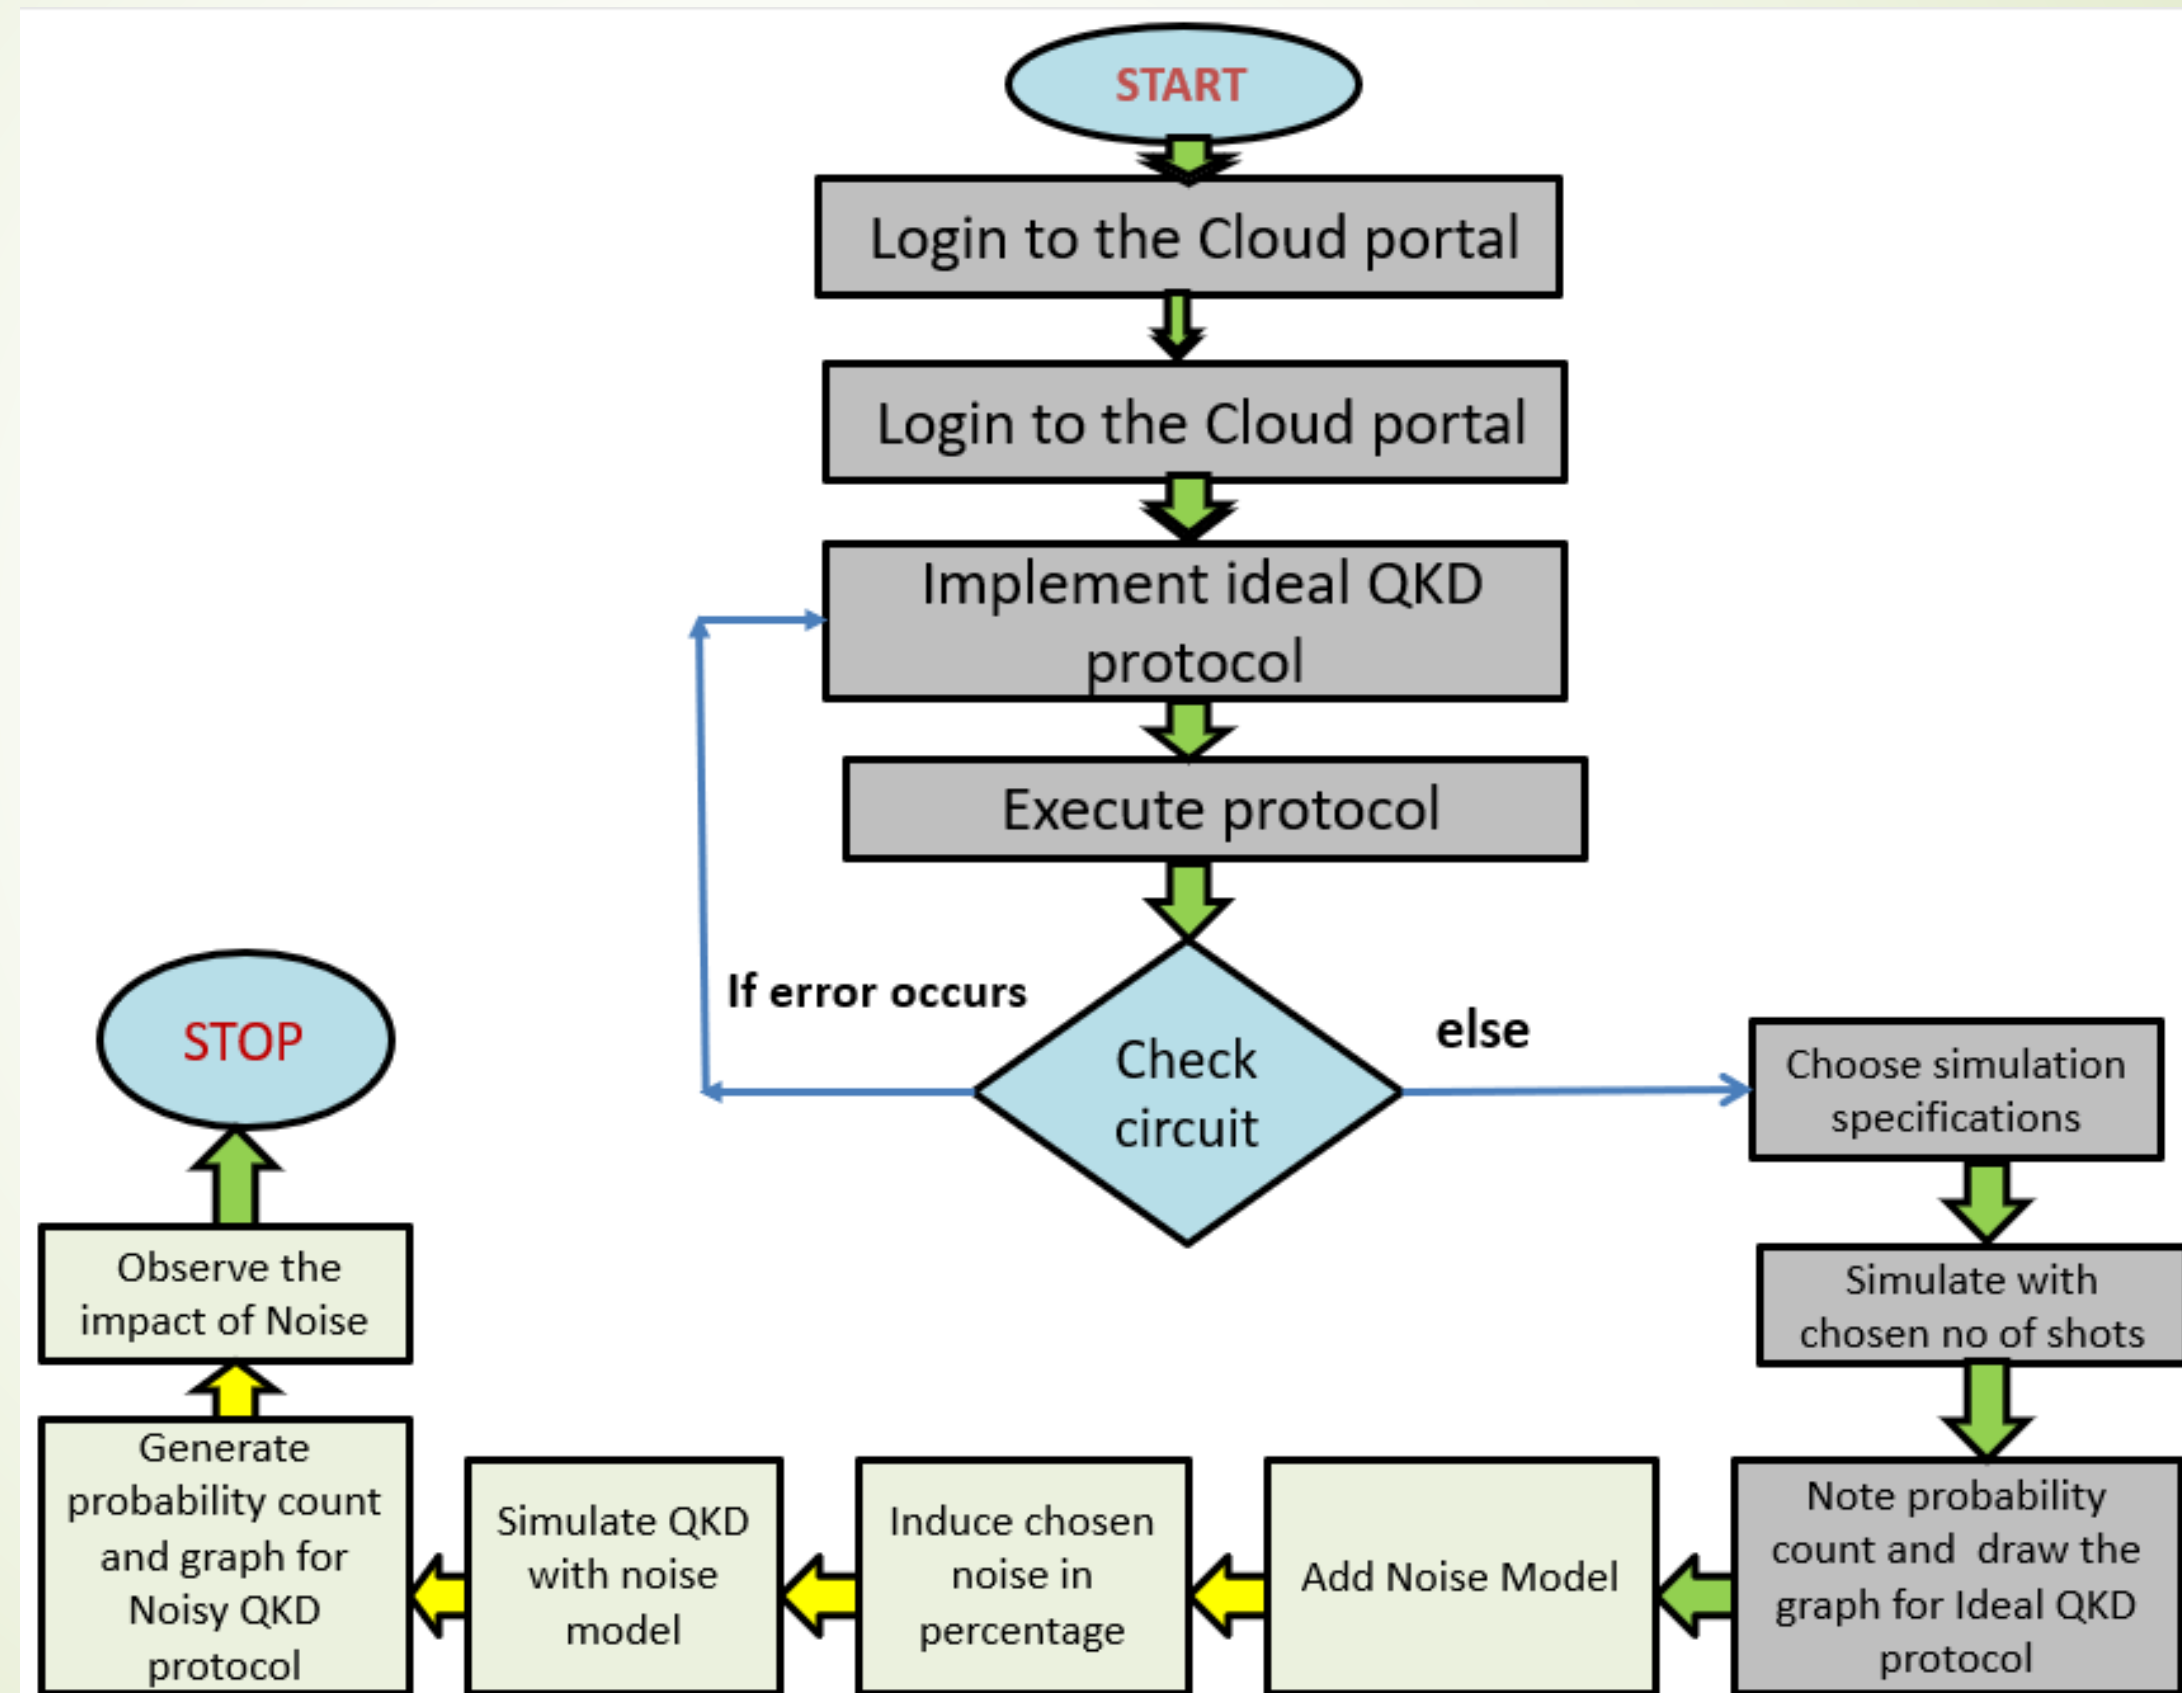 START
Login to the Cloud portal
Login to the Cloud portal
Implement ideal QKD
protocol
Execute protocol
If error occurs
Check
circuit
else
Choose simulation
specifications
Simulate with
chosen no of shots
Note probability
count and draw the
graph for Ideal QKD
protocol
Add Noise Model
Induce chosen
noise in
percentage
Simulate QKD
with noise
model
Generate
probability count
and graph for
Noisy QKD
protocol
Observe the
impact of Noise
STOP